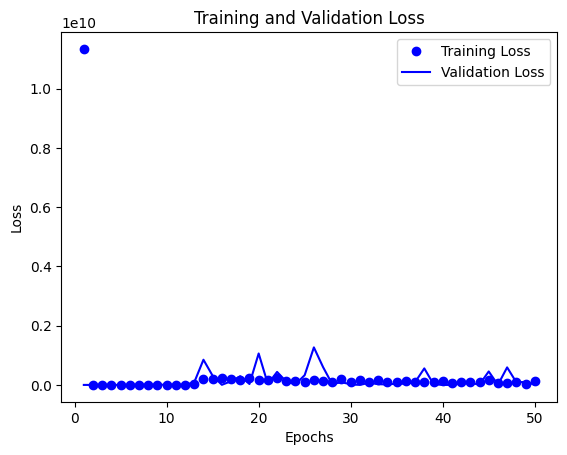 Training and Validation Loss
1e10
Training Loss
Validation Loss
1.0
0.8
0.6
0.4
0.2
0.0
Loss
0 10 20 30 40 50
Epochs